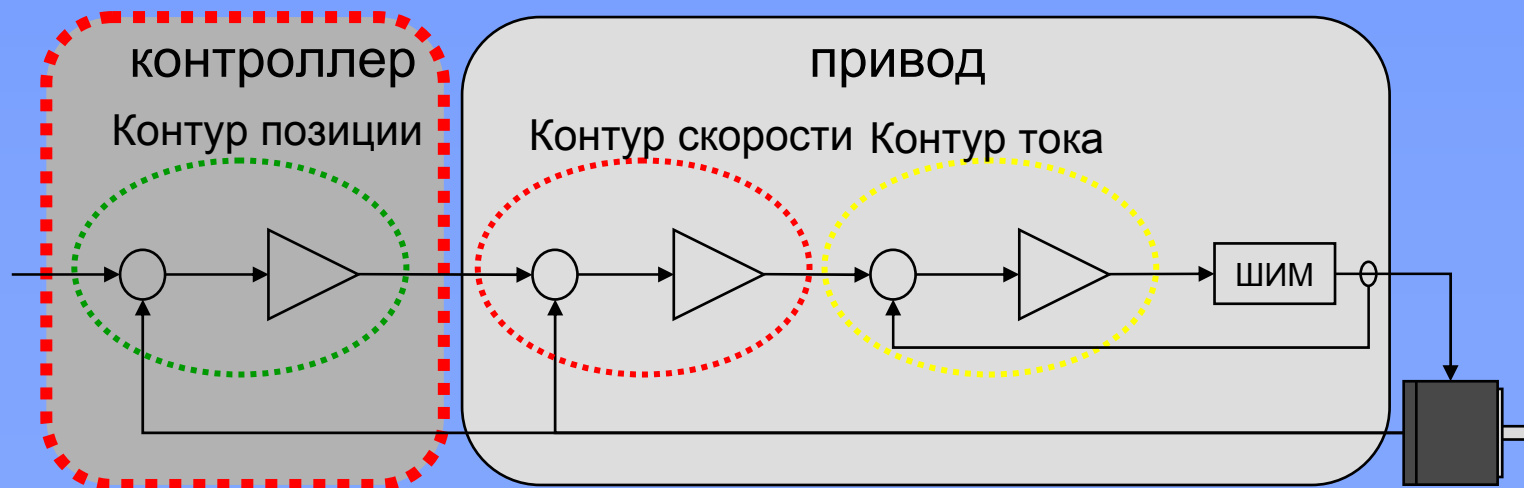 контроллер
привод
Контур позиции
Контур скорости
Контур тока
ШИМ